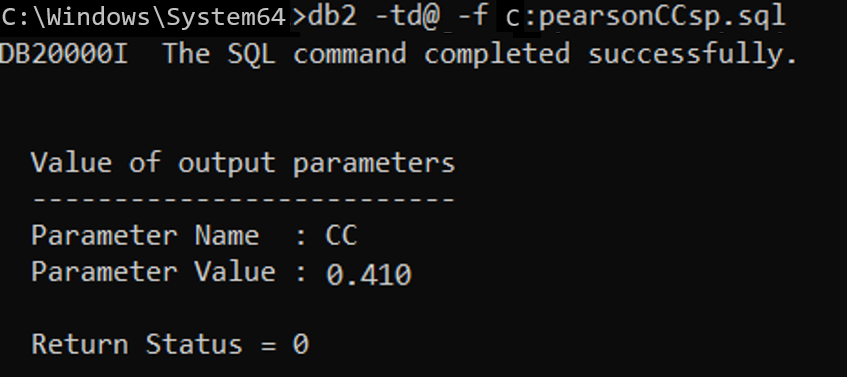 C:\Windows\System64>db2 -td@ -f c:pearsonCCsp.sql
DB20000I  The SQL command completed successfully.
Value of output parameters
--------------------------
Parameter Name  : CC
Parameter Value : 0.410
Return Status = 0